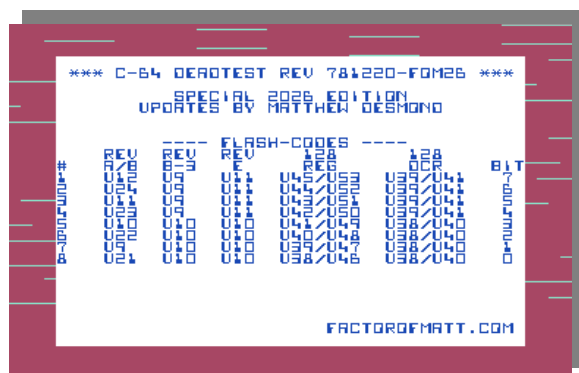 *** C-64 DEADTEST REV 781220-FOM26 ***
SPECIAL 2026 EDITION
UPDATES BY MATTHEW DESMOND
---- FLASH-CODES ----
REV REV REV 128 128
# A/B B-3 E REG DCR BIT
1 U12 U9 U11 U45/U53 U39/U41 7
2 U24 U9 U11 U44/U52 U39/U41 6
3 U11 U9 U11 U43/U51 U39/U41 5
4 U23 U9 U11 U42/U50 U39/U41 4
5 U10 U10 U10 U41/U49 U38/U40 3
6 U22 U10 U10 U40/U48 U38/U40 2
7 U9 U10 U10 U39/U47 U38/U40 1
8 U21 U10 U10 U38/U46 U38/U40 0
FACTOROFMATT.COM